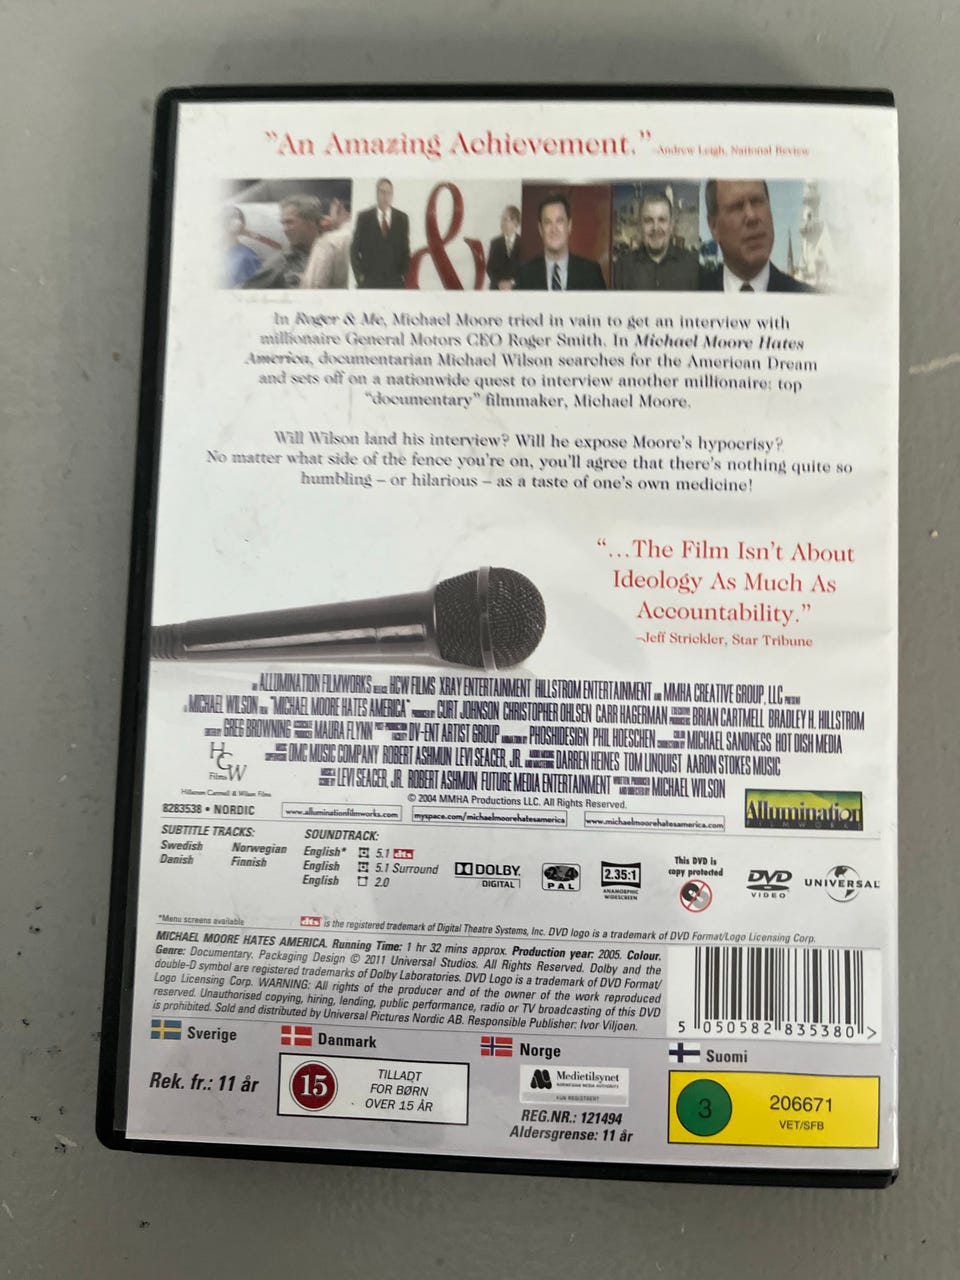 "An Amazing Achievement." -Andrew Leigh, National Review
&
In Roger & Me, Michael Moore tried in vain to get an interview with
millionaire General Motors CEO Roger Smith. In Michael Moore Hates
America, documentarian Michael Wilson searches for the American Dream
and sets off on a nationwide quest to interview another millionaire: top
"documentary" filmmaker, Michael Moore.
Will Wilson land his interview? Will he expose Moore's hypocrisy?
No matter what side of the fence you're on, you'll agree that there's nothing quite so
humbling – or hilarious – as a taste of one's own medicine!
"...The Film Isn't About
Ideology As Much As
Accountability."
–Jeff Strickler, Star Tribune
ALLUMINATION FILMWORKS HCW FILMS XRAY ENTERTAINMENT HILLSTROM ENTERTAINMENT MMHA CREATIVE GROUP, LLC
MICHAEL WILSON "MICHAEL MOORE HATES AMERICA" CURT JOHNSON CHRISTOPHER OHLSEN CARR HAGERMAN BRIAN CARTMELL BRADLEY H. HILLSTROM
GREG BROWNING MAURA FLYNN DV-ENT ARTIST GROUP PHOSHIDESIGN PHIL HOESCHEN MICHAEL SANDNESS HOT DISH MEDIA
OMC MUSIC COMPANY ROBERT ASHMUN LEVI SEACER, JR. DARREN HEINES TOM LINQUIST AARON STOKES MUSIC
LEVI SEACER, JR. ROBERT ASHMUN FUTURE MEDIA ENTERTAINMENT MICHAEL WILSON
HCW
Films
Hillstrom Cartmell & Wilson Films
© 2004 MMHA Productions LLC. All Rights Reserved.
8283538 • NORDIC
www.alluminationfilmworks.com
myspace.com/michaelmoorehatesamerica
www.michaelmoorehatesamerica.com
Allumination
FILMWORKS
SUBTITLE TRACKS:
Swedish Norwegian
Danish Finnish
SOUNDTRACK:
English* 5.1 dts
English 5.1 Surround
English 2.0
DOLBY
DIGITAL
2 4
PAL
2.35:1
ANAMORPHIC
WIDESCREEN
This DVD is
copy protected
DVD
VIDEO
UNIVERSAL
*Menu screens available
dts is the registered trademark of Digital Theatre Systems, Inc. DVD logo is a trademark of DVD Format/Logo Licensing Corp.
MICHAEL MOORE HATES AMERICA. Running Time: 1 hr 32 mins approx. Production year: 2005. Colour.
Genre: Documentary. Packaging Design © 2011 Universal Studios. All Rights Reserved. Dolby and the
double-D symbol are registered trademarks of Dolby Laboratories. DVD Logo is a trademark of DVD Format/
Logo Licensing Corp. WARNING: All rights of the producer and of the owner of the work reproduced
reserved. Unauthorised copying, hiring, lending, public performance, radio or TV broadcasting of this DVD
is prohibited. Sold and distributed by Universal Pictures Nordic AB. Responsible Publisher: Ivor Viljoen.
5 050582 835380 >
Sverige
Rek. fr.: 11 år
Danmark
15
TILLADT
FOR BØRN
OVER 15 ÅR
Norge
Medietilsynet
NORWEGIAN MEDIA AUTHORITY
KUN REGISTRERT
REG.NR.: 121494
Aldersgrense: 11 år
Suomi
3
206671
VET/SFB